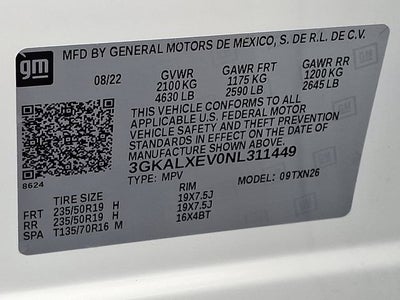 gm
MFD BY GENERAL MOTORS DE MEXICO, S. DE R.L. DE C.V.
08/22 GVWR GAWR FRT GAWR RR
2100 KG 1175 KG 1200 KG
4630 LB 2590 LB 2645 LB
THIS VEHICLE CONFORMS TO ALL
APPLICABLE U.S. FEDERAL MOTOR
VEHICLE SAFETY AND THEFT PREVENTION
STANDARDS IN EFFECT ON THE DATE
OF MANUFACTURE SHOWN ABOVE.
3GKALXEV0NL311449
8624 TYPE: MPV MODEL: 09TXN26
TIRE SIZE RIM
FRT 235/50R19 H 19X7.5J
RR 235/50R19 H 19X7.5J
SPA T135/70R16 M 16X4BT